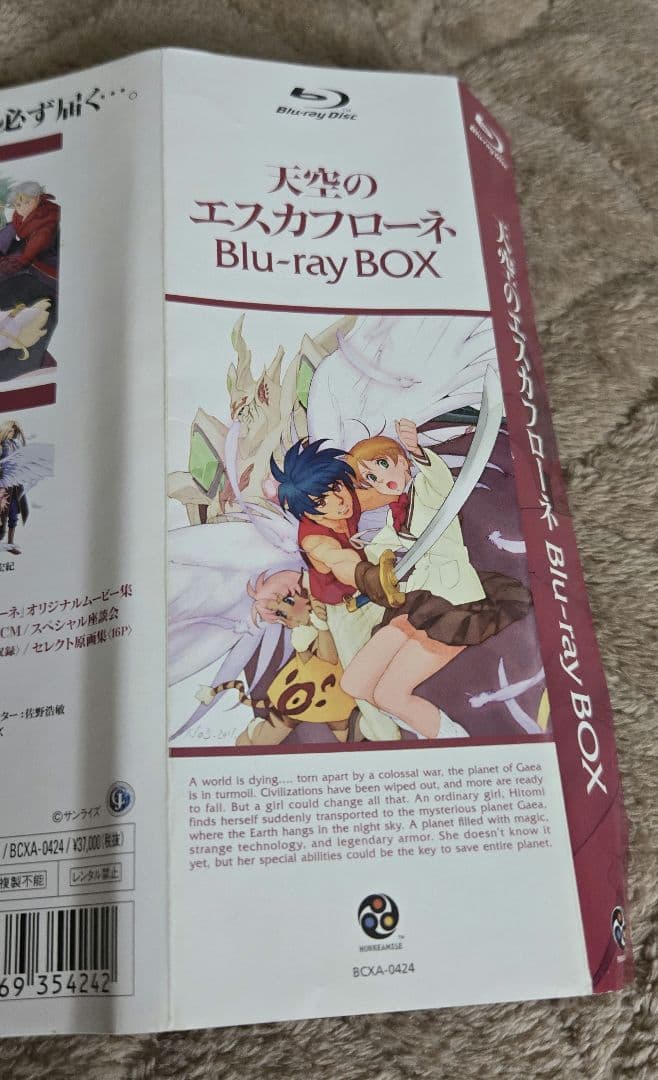 必ず届く…。
宏紀
ーネ」オリジナルムービー集
CM/スペシャル座談会
収録〉/セレクト原画集〈16P〉
ター:佐野浩敏
©サンライズ
/BCXA-0424/¥37,000(税抜)
複製不能
レンタル禁止
69 354242
Blu-ray Disc
天空の
エスカフローネ
Blu-ray BOX
A world is dying.... torn apart by a colossal war, the planet of Gaea
is in turmoil. Civilizations have been wiped out, and more are ready
to fall. But a girl could change all that. An ordinary girl, Hitomi
finds herself suddenly transported to the mysterious planet Gaea,
where the Earth hangs in the night sky. A planet filled with magic,
strange technology, and legendary armor. She doesn't know it
yet, but her special abilities could be the key to save entire planet.
HONNEAMISE
BCXA-0424
Blu-ray Disc
天空のエスカフローネ Blu-ray BOX